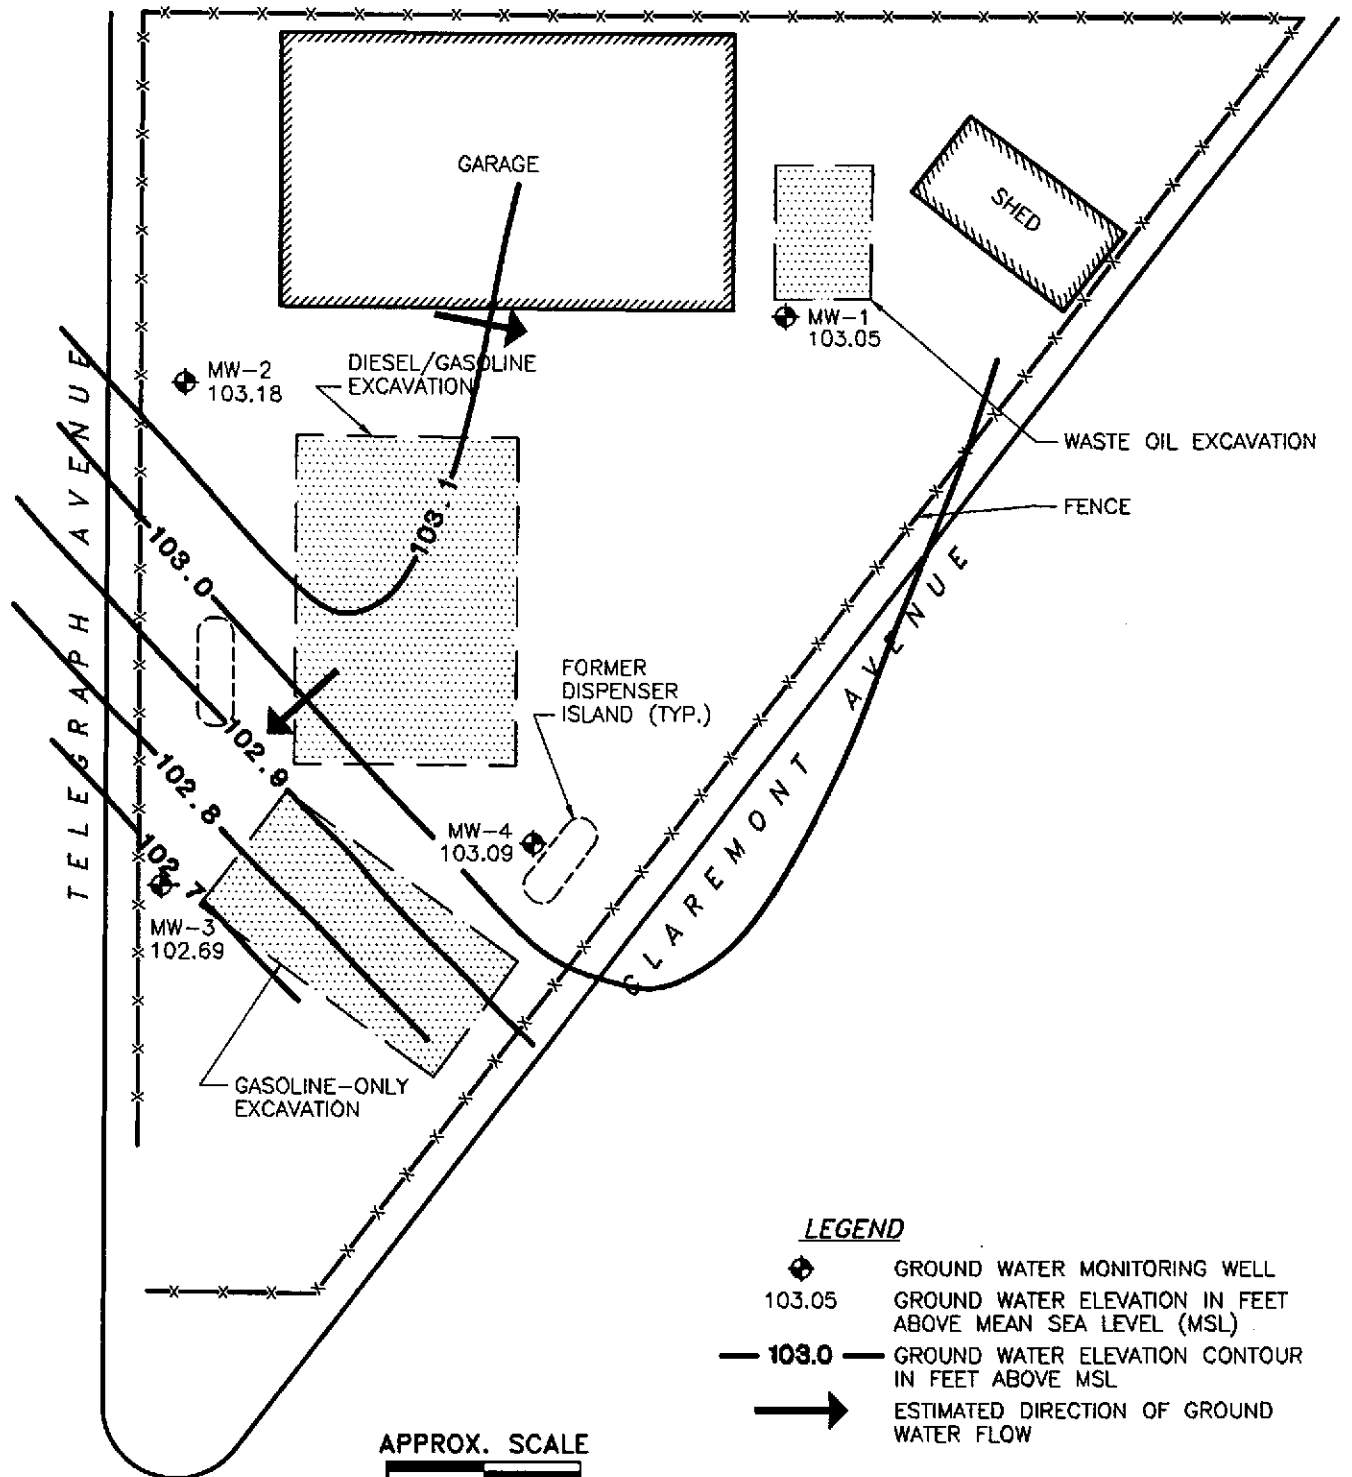 GARAGE
SHED
MW-1
103.05
MW-2
103.18
DIESEL/GASOLINE
EXCAVATION
WASTE OIL EXCAVATION
FENCE
TELEGRAPH AVENUE
103.1
103.0
102.9
102.8
102.7
FORMER
DISPENSER
ISLAND (TYP.)
MW-4
103.09
CLAREMONT AVENUE
MW-3
102.69
GASOLINE-ONLY
EXCAVATION
LEGEND
GROUND WATER MONITORING WELL
103.05 GROUND WATER ELEVATION IN FEET
ABOVE MEAN SEA LEVEL (MSL)
103.0 GROUND WATER ELEVATION CONTOUR
IN FEET ABOVE MSL
ESTIMATED DIRECTION OF GROUND
WATER FLOW
APPROX. SCALE